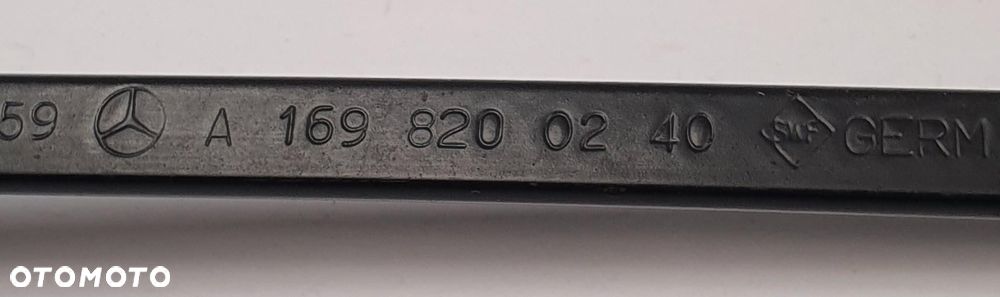 59 A 169 820 02 40 SWF GERM
OTOMOTO